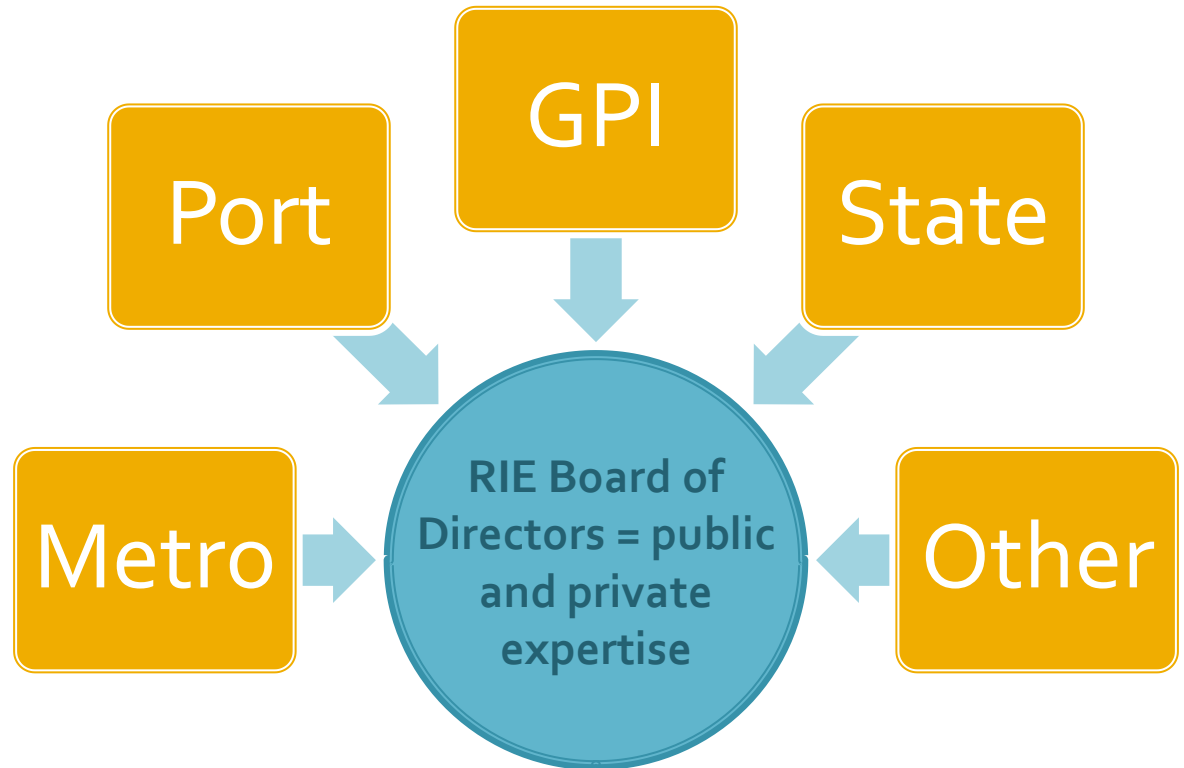 GPI
Port
State
Metro
RIE Board of
Directors = public
and private
expertise
Other